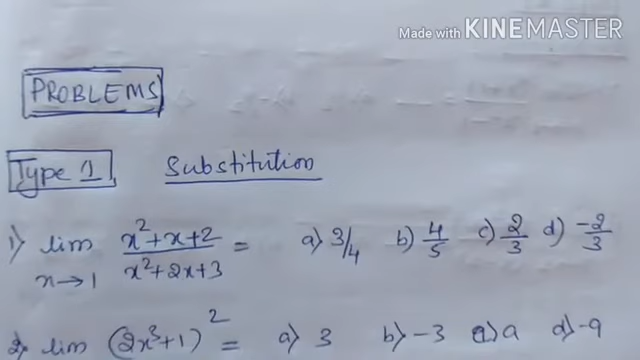 Made with KINEMASTER
PROBLEMS
Type 1 Substitution
1) lim x→1 (x²+x+2)/(x²+2x+3) = a) 3/4 b) 4/5 c) 2/3 d) -2/3
2) lim (2x³+1)² = a) 3 b) -3 c) 9 d) -9